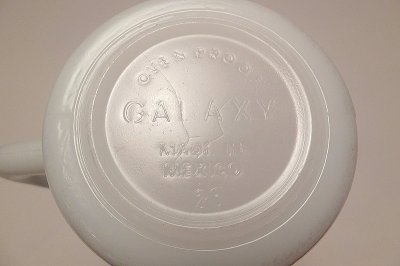 OVEN PROOF
GALAXY
MADE IN
MEXICO